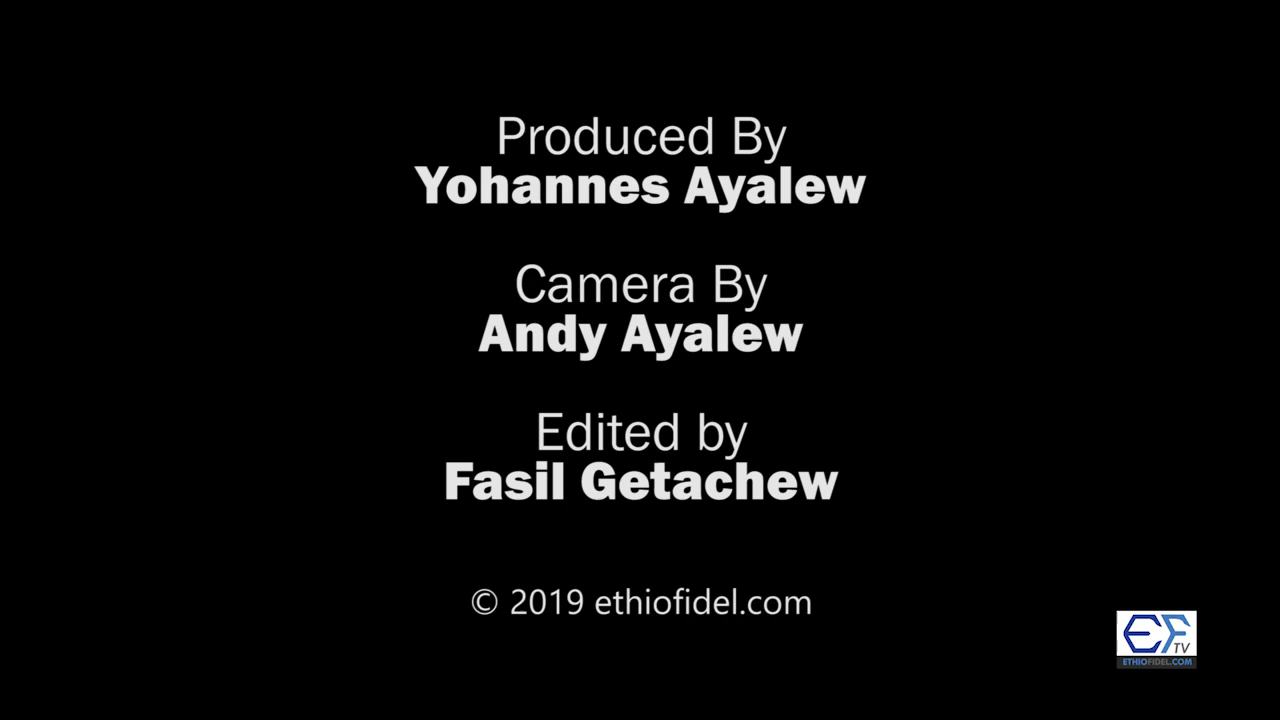 Produced By
Yohannes Ayalew
Camera By
Andy Ayalew
Edited by
Fasil Getachew
© 2019 ethiofidel.com
EF TV
ETHIOFIDEL.COM